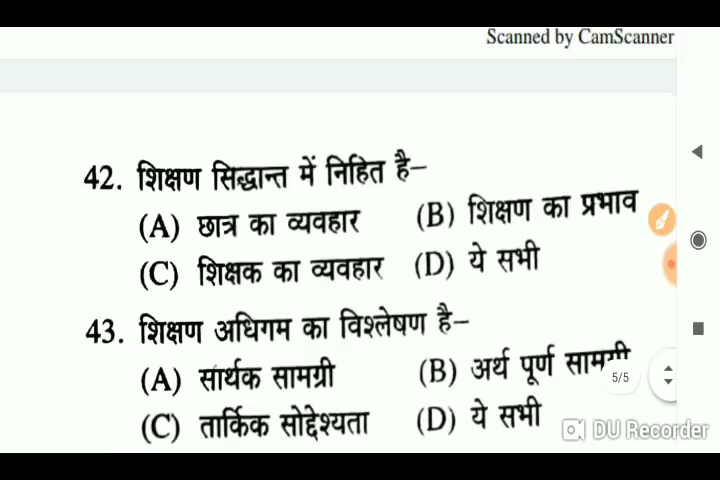 Scanned by CamScanner
42. शिक्षण सिद्धान्त में निहित है–
(A) छात्र का व्यवहार (B) शिक्षण का प्रभाव
(C) शिक्षक का व्यवहार (D) ये सभी
43. शिक्षण अधिगम का विश्लेषण है–
(A) सार्थक सामग्री (B) अर्थ पूर्ण सामग्री
5/5
(C) तार्किक सोद्देश्यता (D) ये सभी
DU Recorder